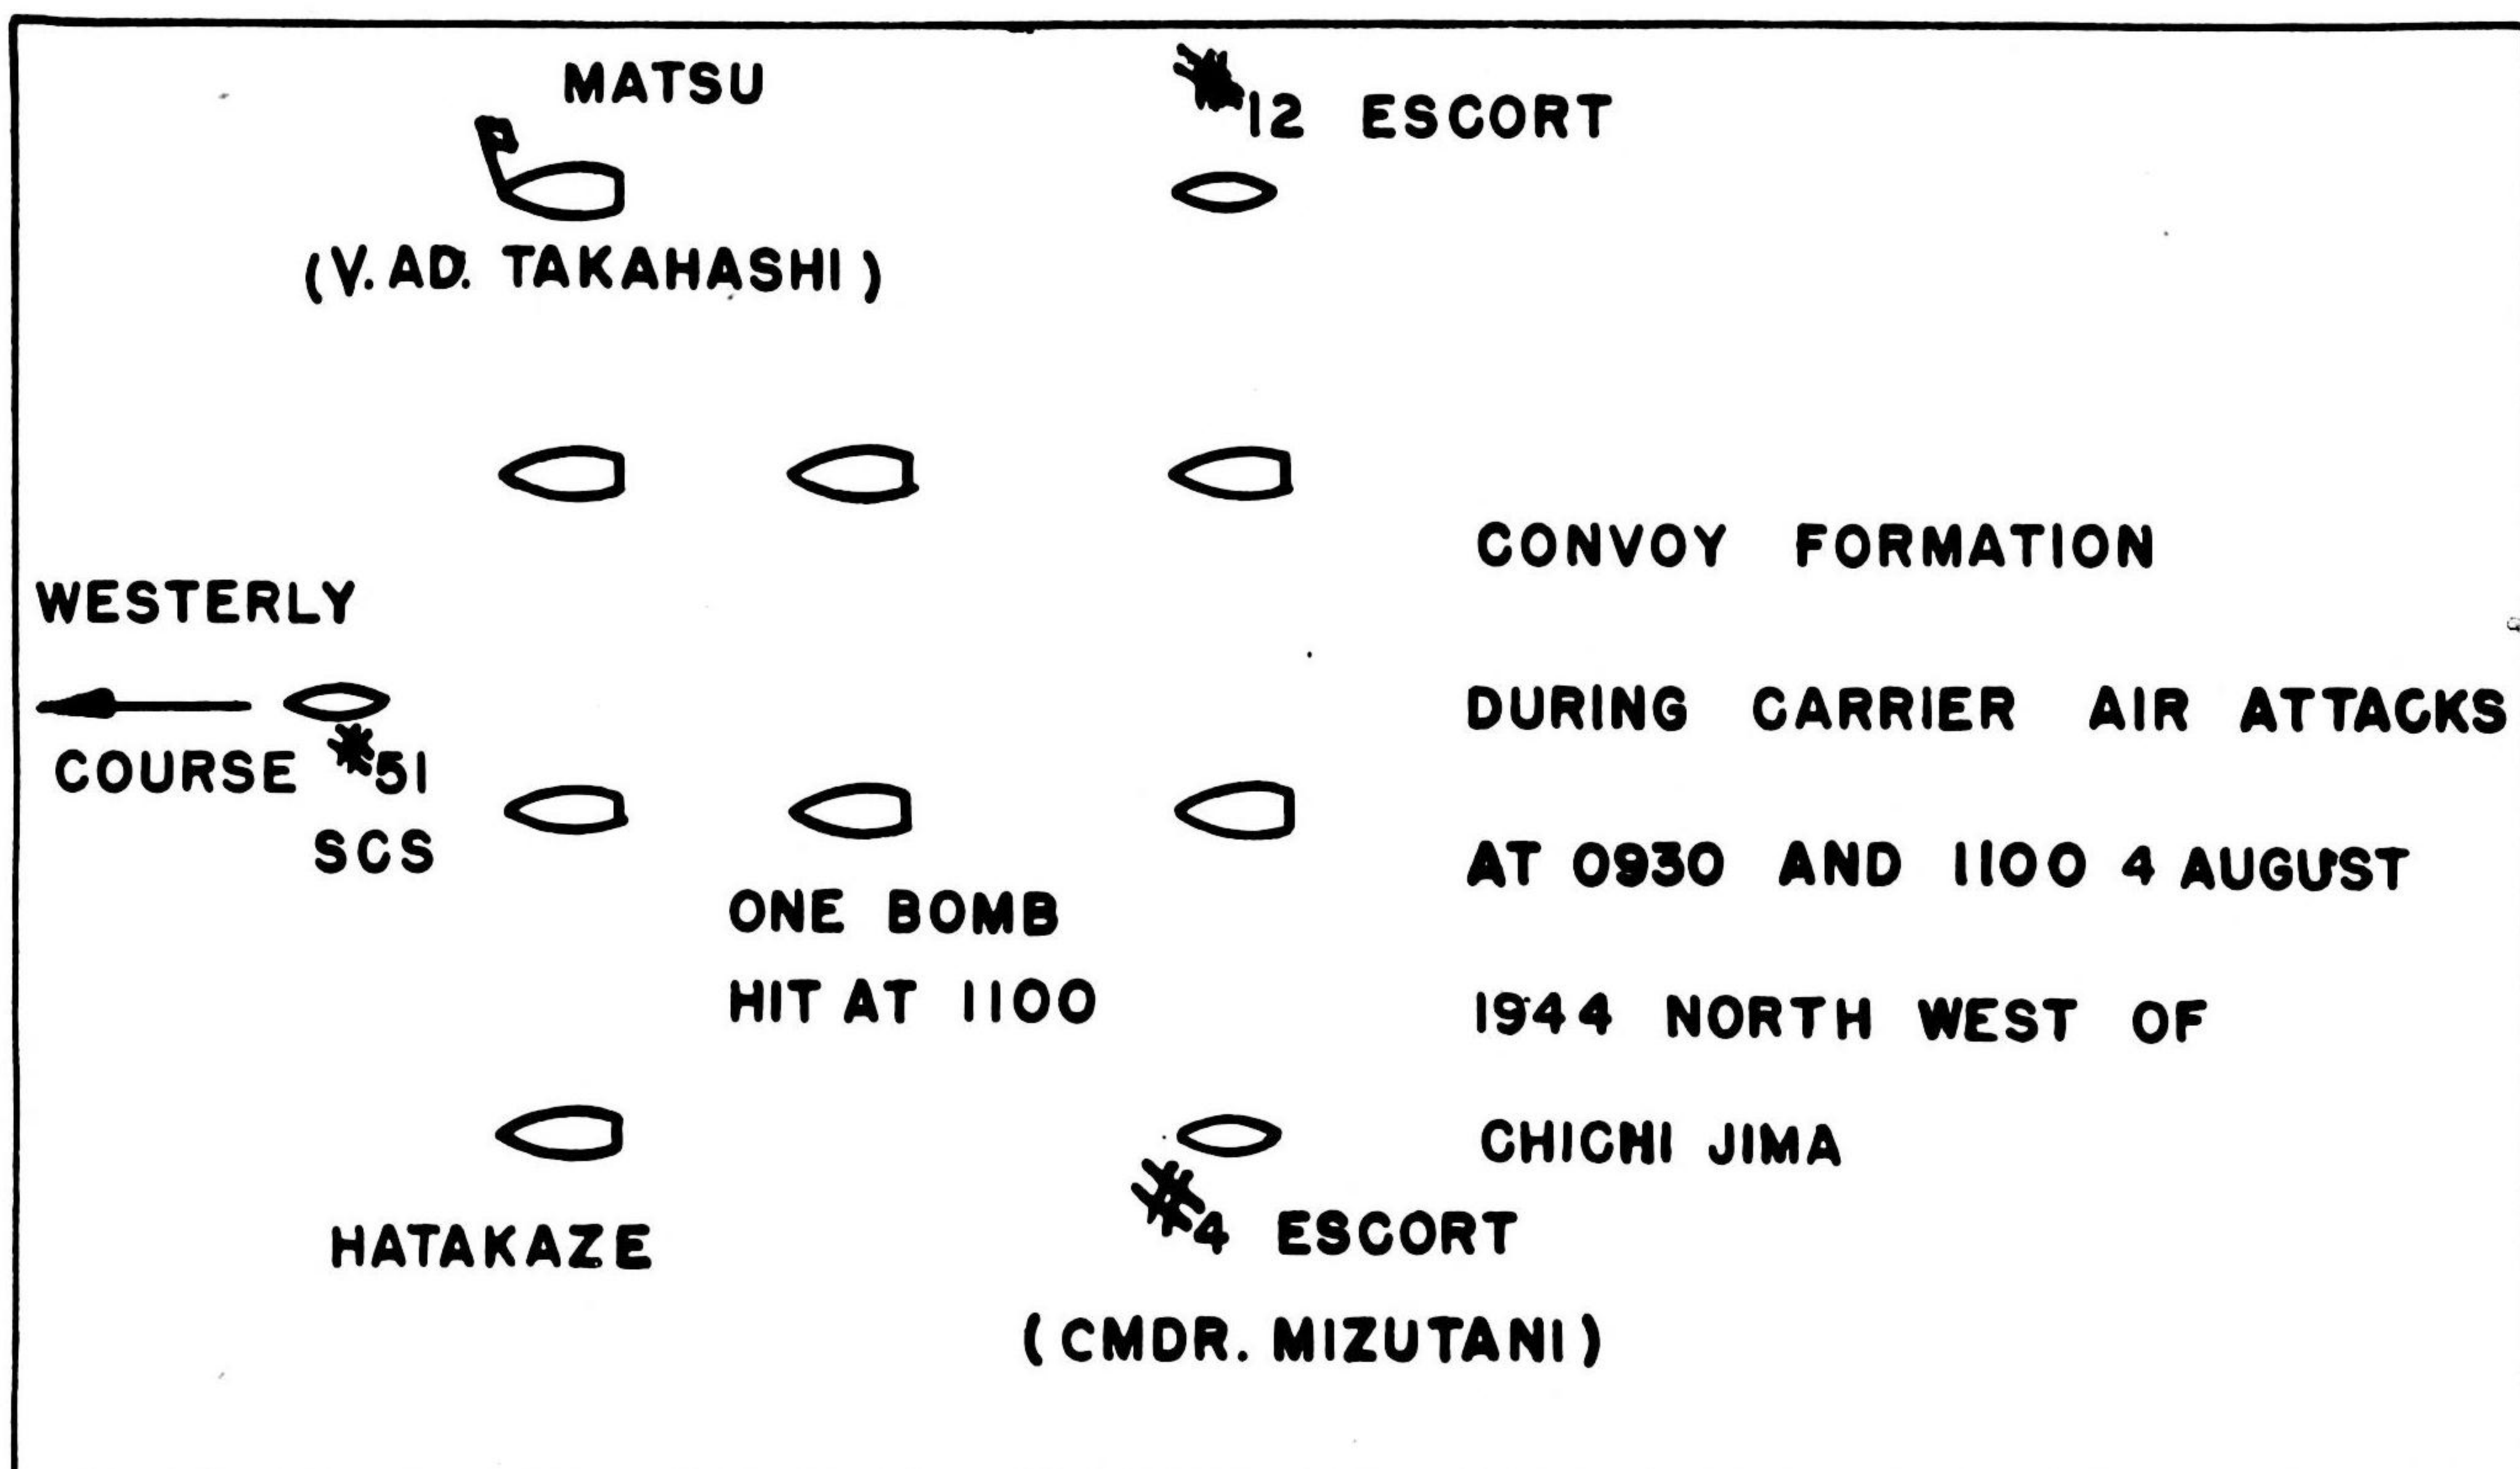 MATSU
#12 ESCORT
(V. AD. TAKAHASHI)
WESTERLY
COURSE
#51
SCS
ONE BOMB
HIT AT 1100
HATAKAZE
#4 ESCORT
(CMDR. MIZUTANI)
CONVOY FORMATION
DURING CARRIER AIR ATTACKS
AT 0930 AND 1100 4 AUGUST
1944 NORTH WEST OF
CHICHI JIMA